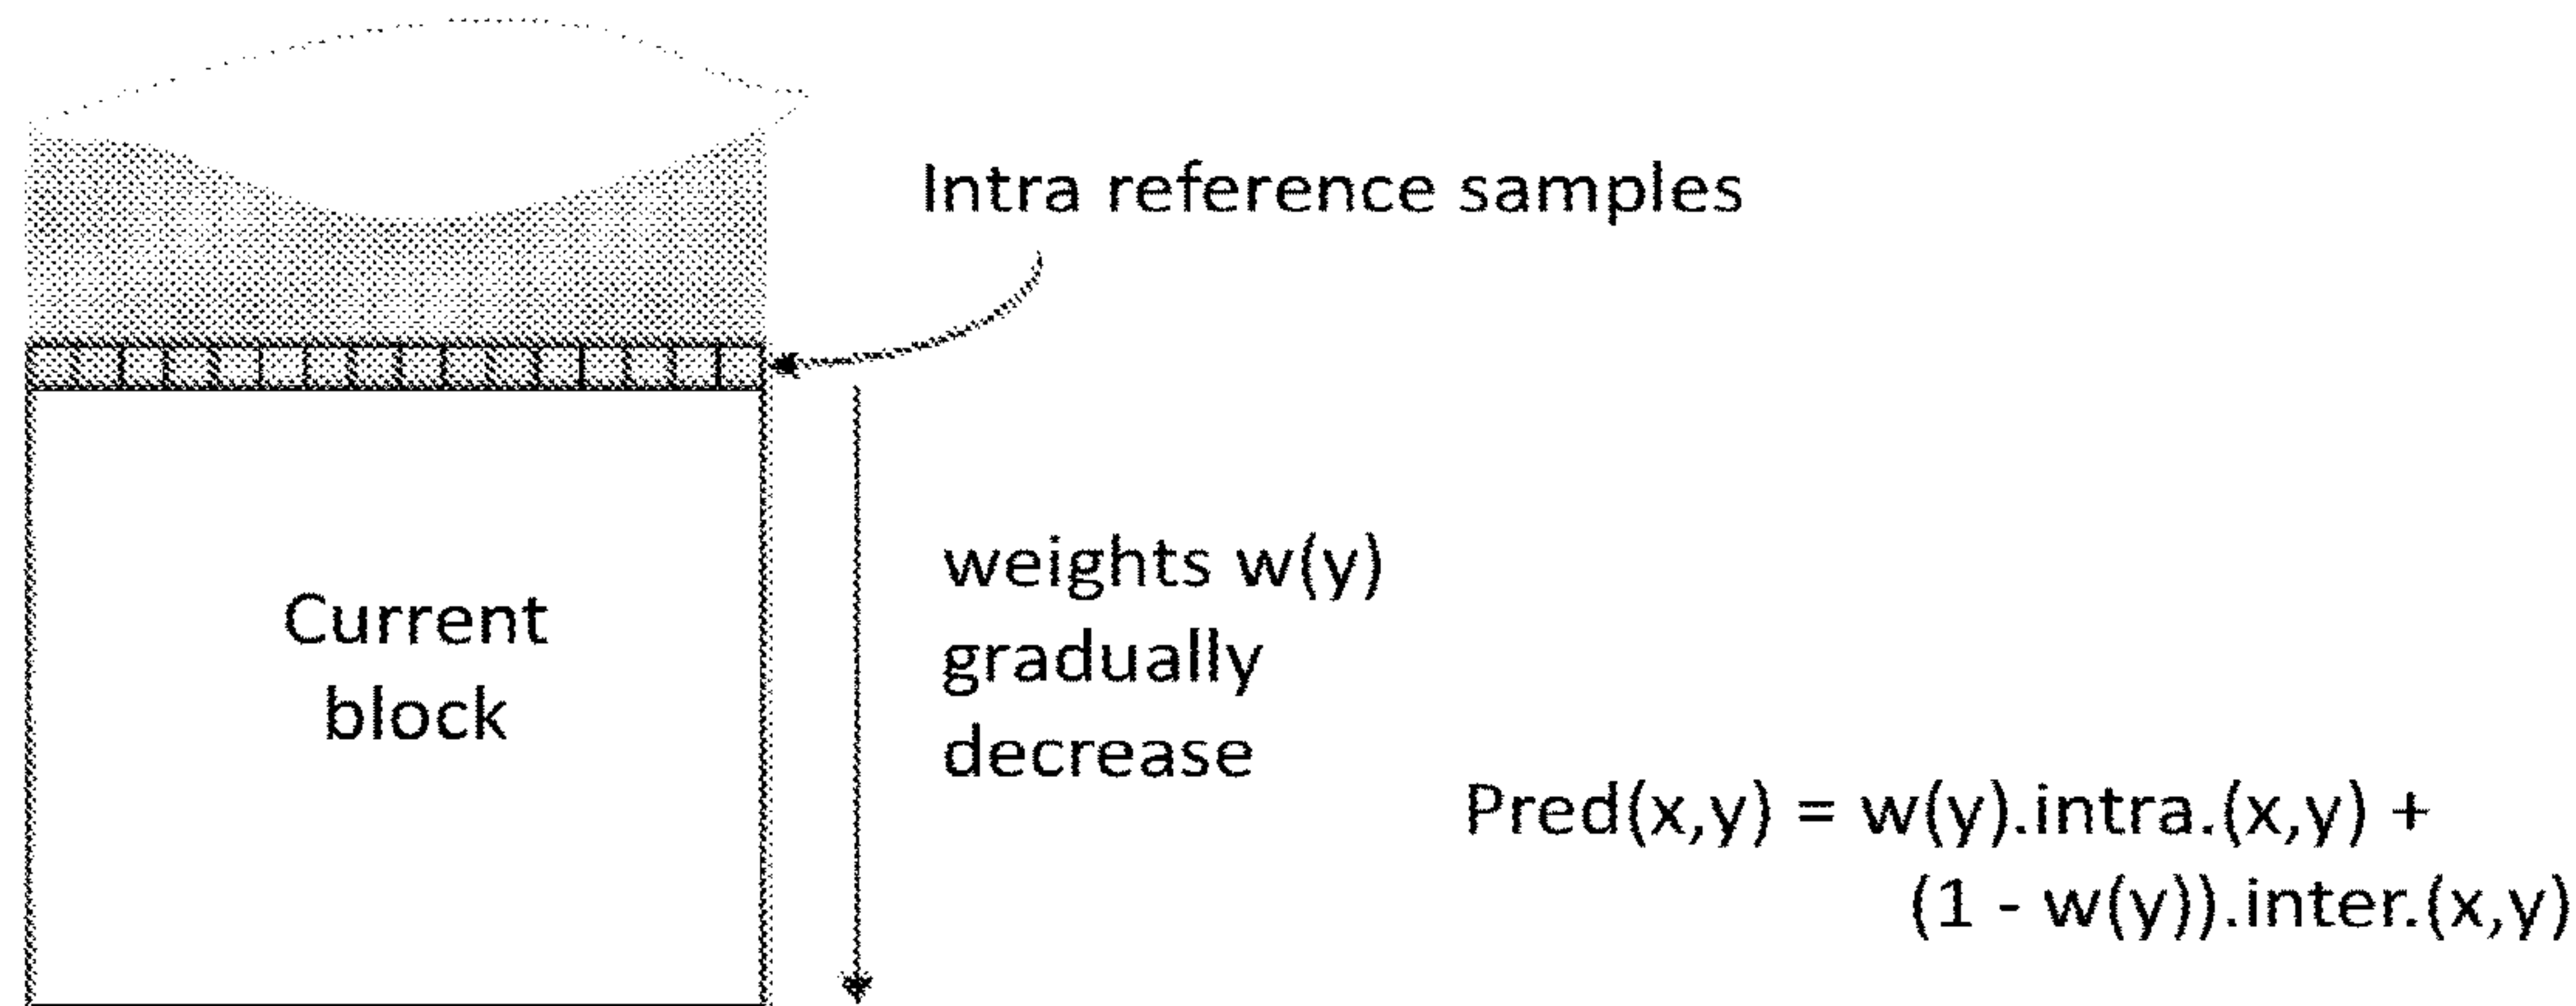 Intra reference samples
Current
block
weights w(y)
gradually
decrease
Pred(x,y) = w(y).intra.(x,y) +
(1 - w(y)).inter.(x,y)